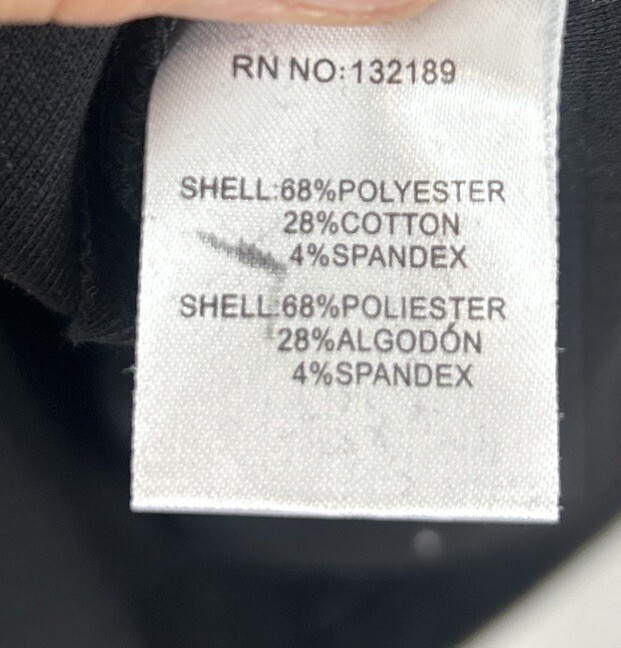 RN NO:132189
SHELL:68%POLYESTER
28%COTTON
4%SPANDEX
SHELL:68%POLIESTER
28%ALGODÓN
4%SPANDEX